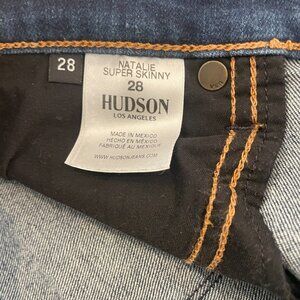 28
NATALIE
SUPER SKINNY
28
HUDSON
LOS ANGELES
MADE IN MEXICO
HECHO EN MÉXICO
FABRIQUÉ AU MEXIQUE
WWW.HUDSONJEANS.COM